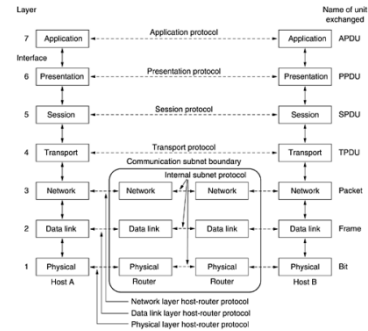 Layer
Name of unit exchanged
7 Application Application protocol Application APDU
Interface
6 Presentation Presentation protocol Presentation PPDU
5 Session Session protocol Session SPDU
4 Transport Transport protocol Transport TPDU
Communication subnet boundary
Internal subnet protocol
3 Network Network Network Network Packet
2 Data link Data link Data link Data link Frame
1 Physical Physical Physical Physical Bit
Host A Router Router Host B
Network layer host-router protocol
Data link layer host-router protocol
Physical layer host-router protocol